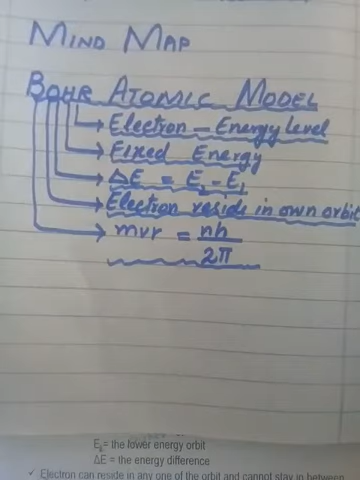 MIND MAP
BOHR ATOMIC MODEL
Electron - Energy level
Fixed Energy
ΔE = E₂ - E₁
Electron resides in own orbit
mvr = nh
2π
E = the lower energy orbit
ΔE = the energy difference
✓ Electron can reside in any one of the orbit and cannot stay in between